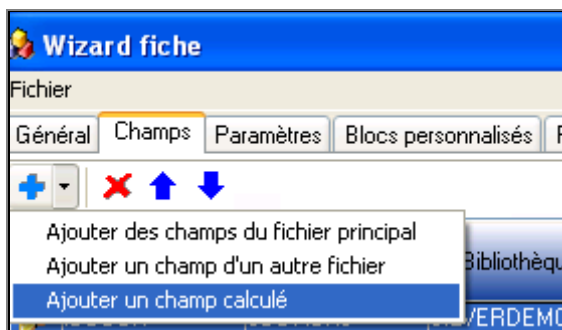 Wizard fiche
Fichier
Général Champs Paramètres Blocs personnalisés
Ajouter des champs du fichier principal
Ajouter un champ d'un autre fichier
Ajouter un champ calculé